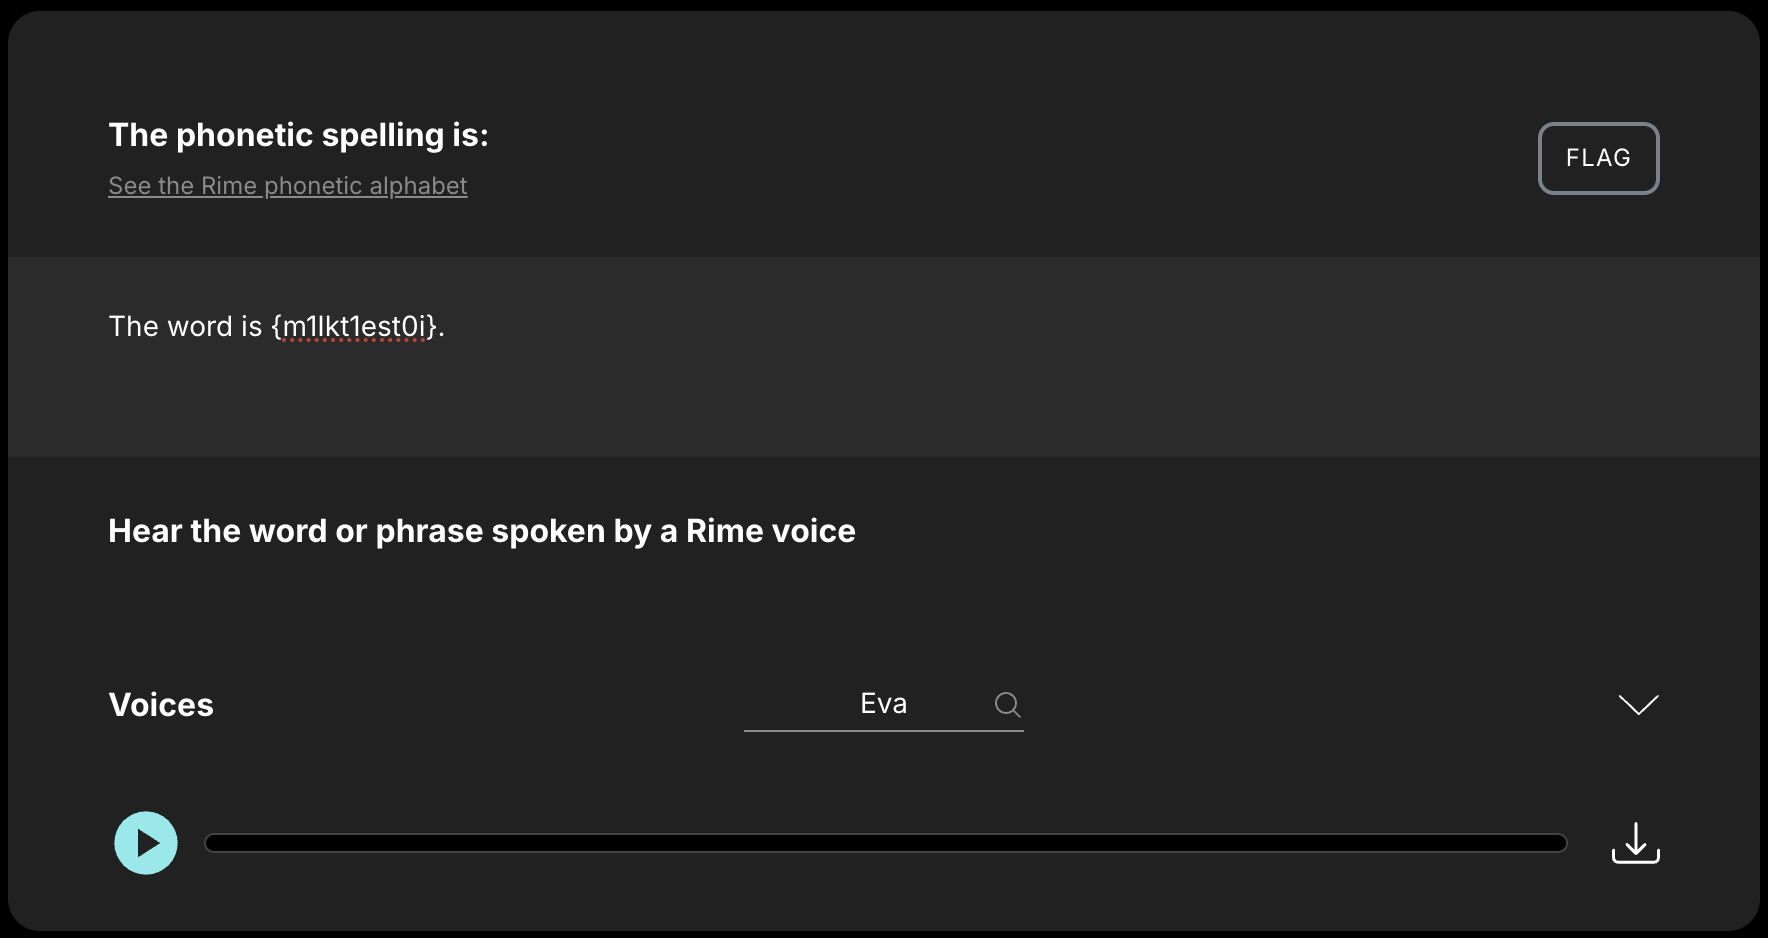 The phonetic spelling is:
See the Rime phonetic alphabet
FLAG
The word is {m1lkt1est0i}.
Hear the word or phrase spoken by a Rime voice
Voices
Eva